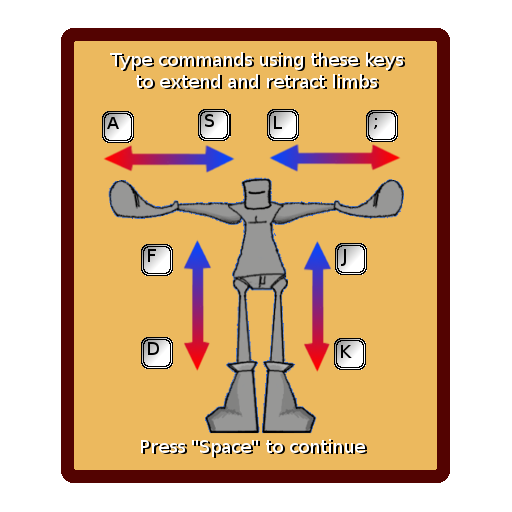 Type commands using these keys
to extend and retract limbs
A S L ;
F J
D K
Press "Space" to continue